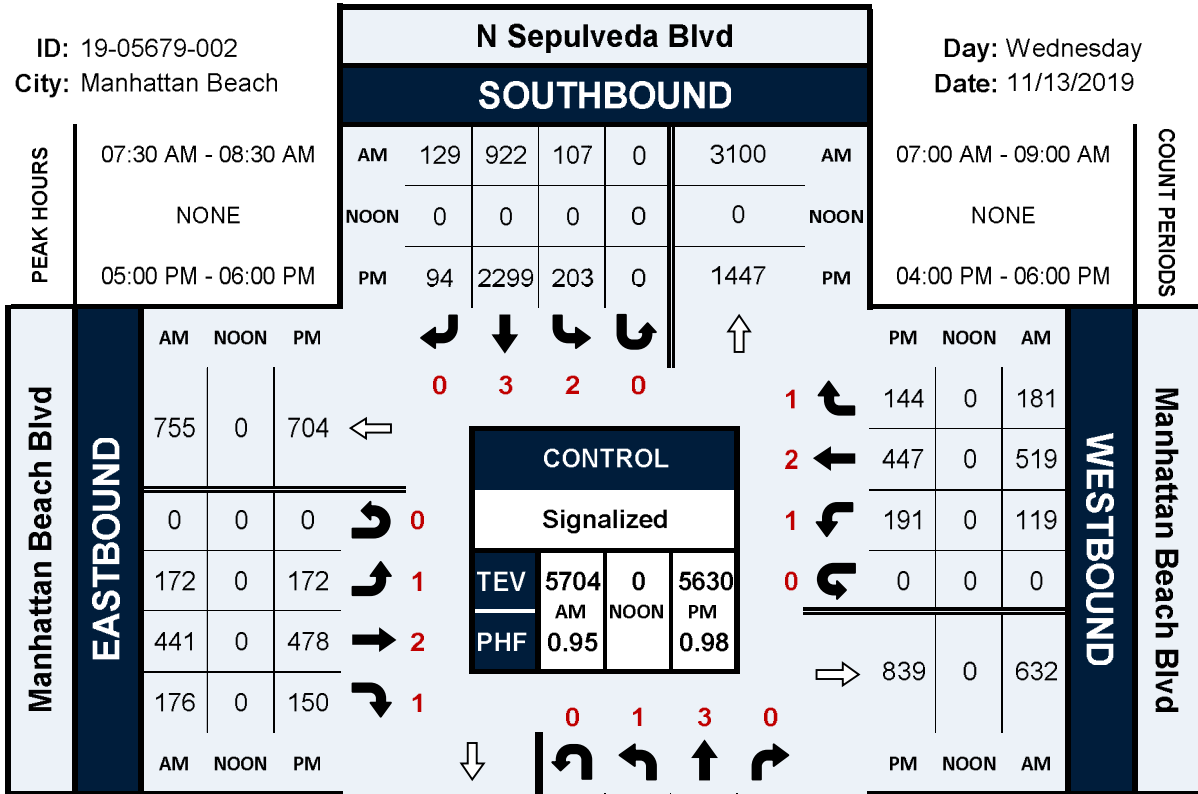 N Sepulveda Blvd
ID: 19-05679-002
Day: Wednesday
City: Manhattan Beach
SOUTHBOUND
Date: 11/13/2019
PEAK HOURS
07:30 AM - 08:30 AM
AM 129 922 107 0 3100 AM
07:00 AM - 09:00 AM
COUNT PERIODS
NONE
NOON 0 0 0 0 0 NOON
NONE
05:00 PM - 06:00 PM
PM 94 2299 203 0 1447 PM
04:00 PM - 06:00 PM
0 3 2 0
Manhattan Beach Blvd
EASTBOUND
AM NOON PM
755 0 704
0 0 0 0
172 0 172 1
441 0 478 2
176 0 150 1
AM NOON PM
CONTROL
Signalized
TEV 5704 0 5630
AM NOON PM
PHF 0.95 0.98
PM NOON AM
1 144 0 181
2 447 0 519
1 191 0 119
0 0 0 0
839 0 632
PM NOON AM
WESTBOUND
Manhattan Beach Blvd
0 1 3 0